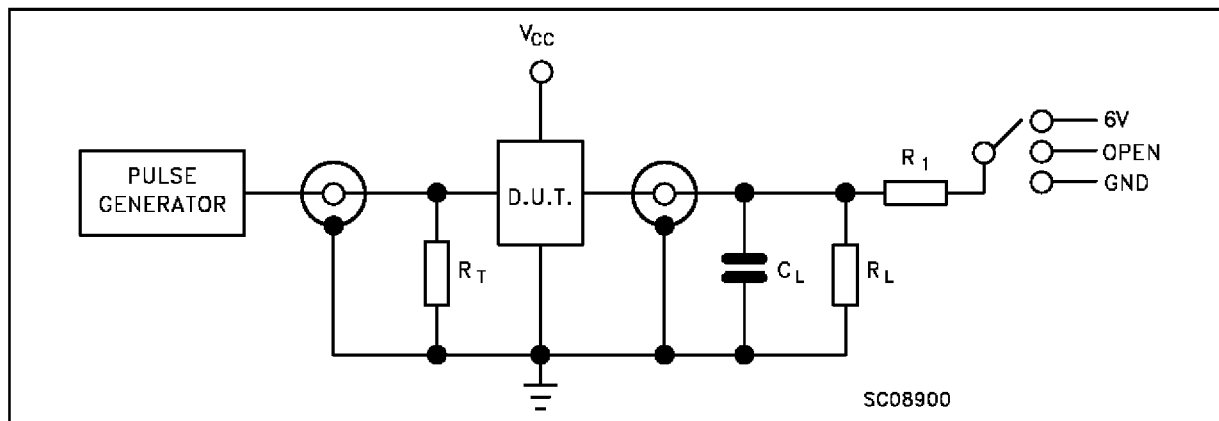 VCC
6V
OPEN
GND
R1
PULSE
GENERATOR
D.U.T.
RT
CL
RL
SC08900